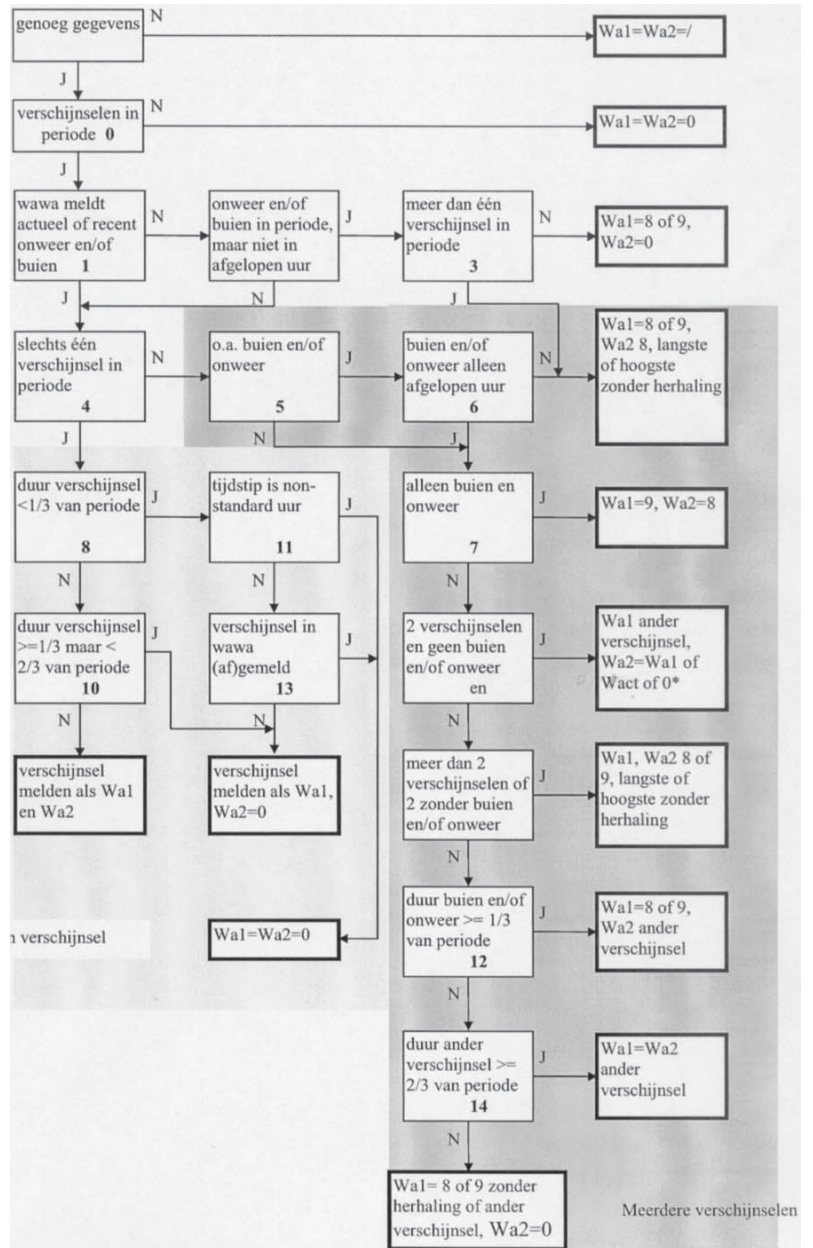 genoeg gegevens
N
Wa1=Wa2=/
J
verschijnselen in
periode 0
N
Wa1=Wa2=0
J
wawa meldt
actueel of recent
onweer en/of
buien 1
N
onweer en/of
buien in periode,
maar niet in
afgelopen uur
J
meer dan één
verschijnsel in
periode
3
N
Wa1=8 of 9,
Wa2=0
J
N
J
slechts één
verschijnsel in
periode
4
N
o.a. buien en/of
onweer
5
J
buien en/of
onweer alleen
afgelopen uur
6
N
Wa1=8 of 9,
Wa2 8, langste
of hoogste
zonder herhaling
J
N
J
duur verschijnsel
<1/3 van periode
8
J
tijdstip is non-
standard uur
11
J
alleen buien en
onweer
7
J
Wa1=9, Wa2=8
N
N
N
duur verschijnsel
>=1/3 maar <
2/3 van periode
10
J
verschijnsel in
wawa
(af)gemeld
13
J
2 verschijnselen
en geen buien
en/of onweer
en
J
Wa1 ander
verschijnsel,
Wa2=Wa1 of
Wact of 0*
N
N
N
verschijnsel
melden als Wa1
en Wa2
verschijnsel
melden als Wa1,
Wa2=0
meer dan 2
verschijnselen of
2 zonder buien
en/of onweer
J
Wa1, Wa2 8 of
9, langste of
hoogste zonder
herhaling
N
n verschijnsel
Wa1=Wa2=0
duur buien en/of
onweer >= 1/3
van periode
12
J
Wa1=8 of 9,
Wa2 ander
verschijnsel
N
duur ander
verschijnsel >=
2/3 van periode
14
J
Wa1=Wa2
ander
verschijnsel
N
Wa1= 8 of 9 zonder
herhaling of ander
verschijnsel, Wa2=0
Meerdere verschijnselen